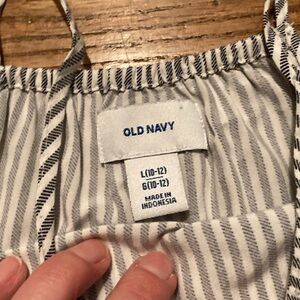 OLD NAVY
L(10-12)
G(10-12)
MADE IN
INDONESIA